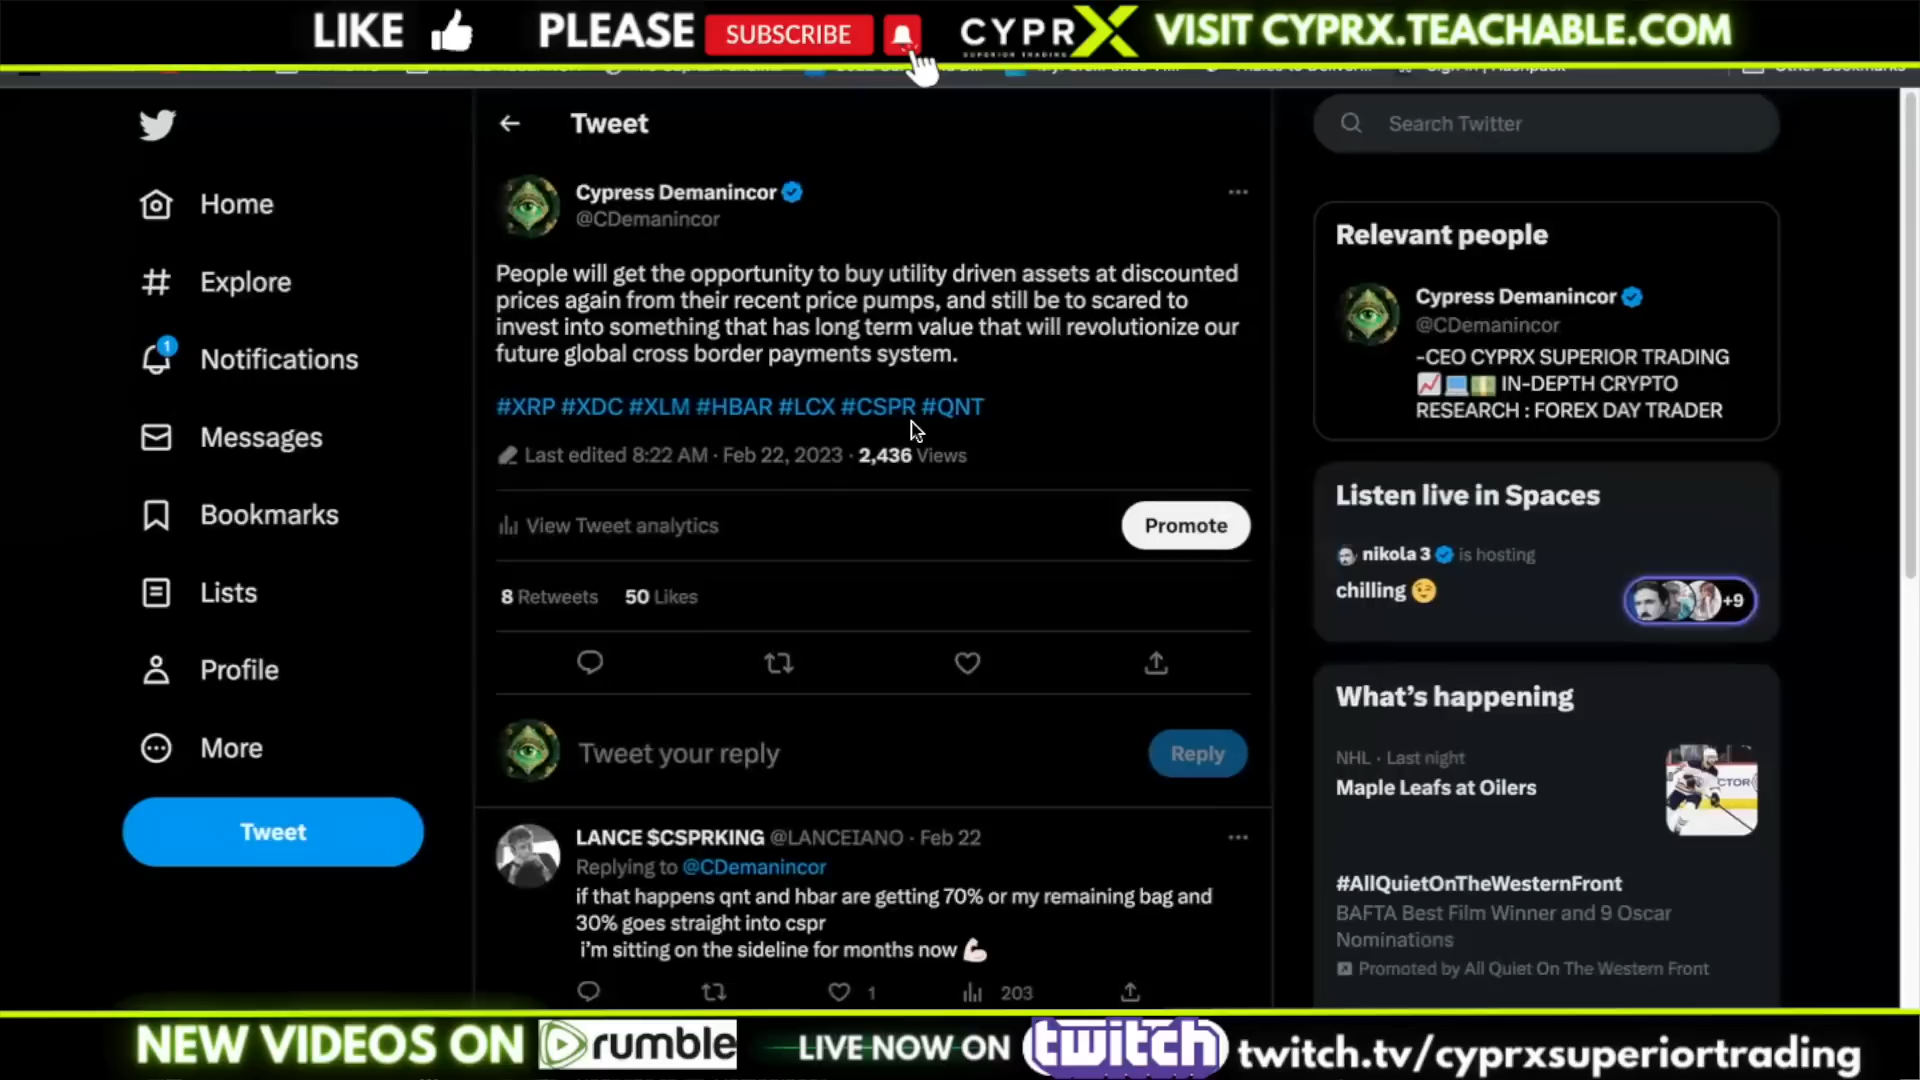 LIKE PLEASE SUBSCRIBE CYPRX VISIT CYPRX.TEACHABLE.COM
SUPERIOR TRADING
Other Bookmarks
Tweet
Search Twitter
Cypress Demanincor
@CDemanincor
Home
Explore
Notifications
1
Messages
Bookmarks
Lists
Profile
More
Tweet
People will get the opportunity to buy utility driven assets at discounted
prices again from their recent price pumps, and still be to scared to
invest into something that has long term value that will revolutionize our
future global cross border payments system.
#XRP #XDC #XLM #HBAR #LCX #CSPR #QNT
Last edited 8:22 AM · Feb 22, 2023 · 2,436 Views
View Tweet analytics
Promote
8 Retweets 50 Likes
Tweet your reply
Reply
LANCE $CSPRKING @LANCEIANO · Feb 22
Replying to @CDemanincor
if that happens qnt and hbar are getting 70% or my remaining bag and
30% goes straight into cspr
i'm sitting on the sideline for months now
1 203
Relevant people
Cypress Demanincor
@CDemanincor
-CEO CYPRX SUPERIOR TRADING
IN-DEPTH CRYPTO
RESEARCH : FOREX DAY TRADER
Listen live in Spaces
nikola 3 is hosting
chilling
+9
What's happening
NHL · Last night
Maple Leafs at Oilers
#AllQuietOnTheWesternFront
BAFTA Best Film Winner and 9 Oscar
Nominations
Promoted by All Quiet On The Western Front
NEW VIDEOS ON rumble LIVE NOW ON twitch twitch.tv/cyprxsuperiortrading